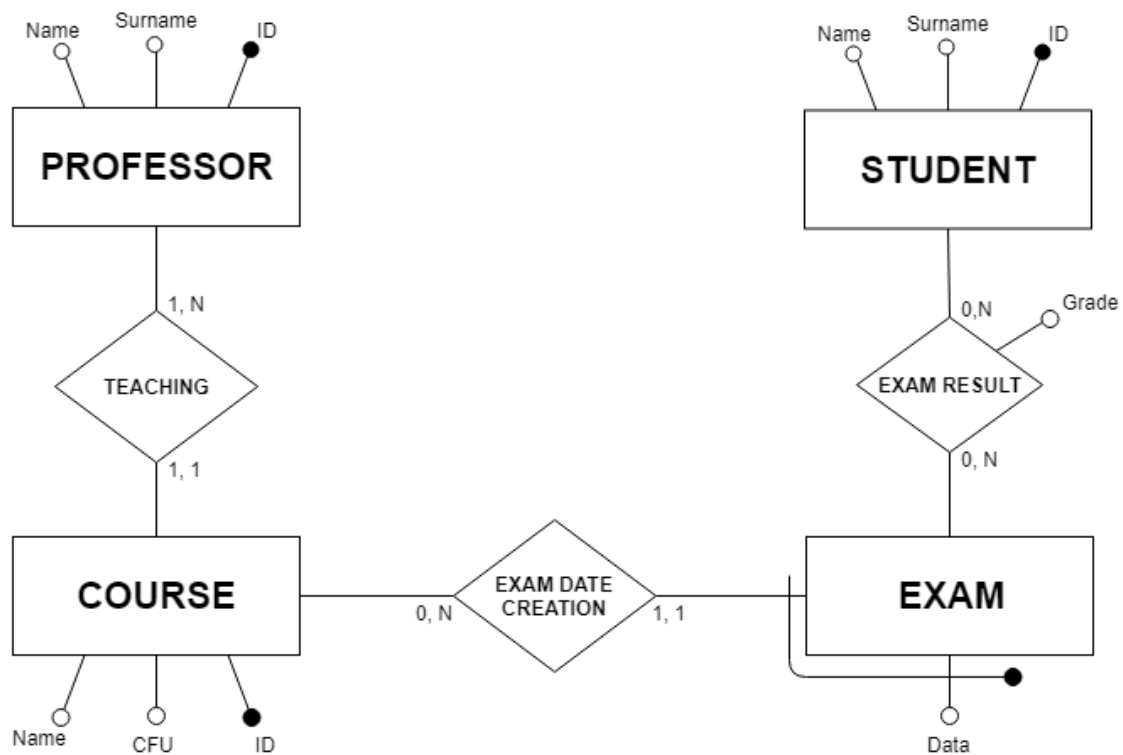 Name
Surname
ID
PROFESSOR
1, N
TEACHING
1, 1
COURSE
Name
CFU
ID
0, N
EXAM DATE
CREATION
1, 1
Name
Surname
ID
STUDENT
0,N
Grade
EXAM RESULT
0, N
EXAM
Data